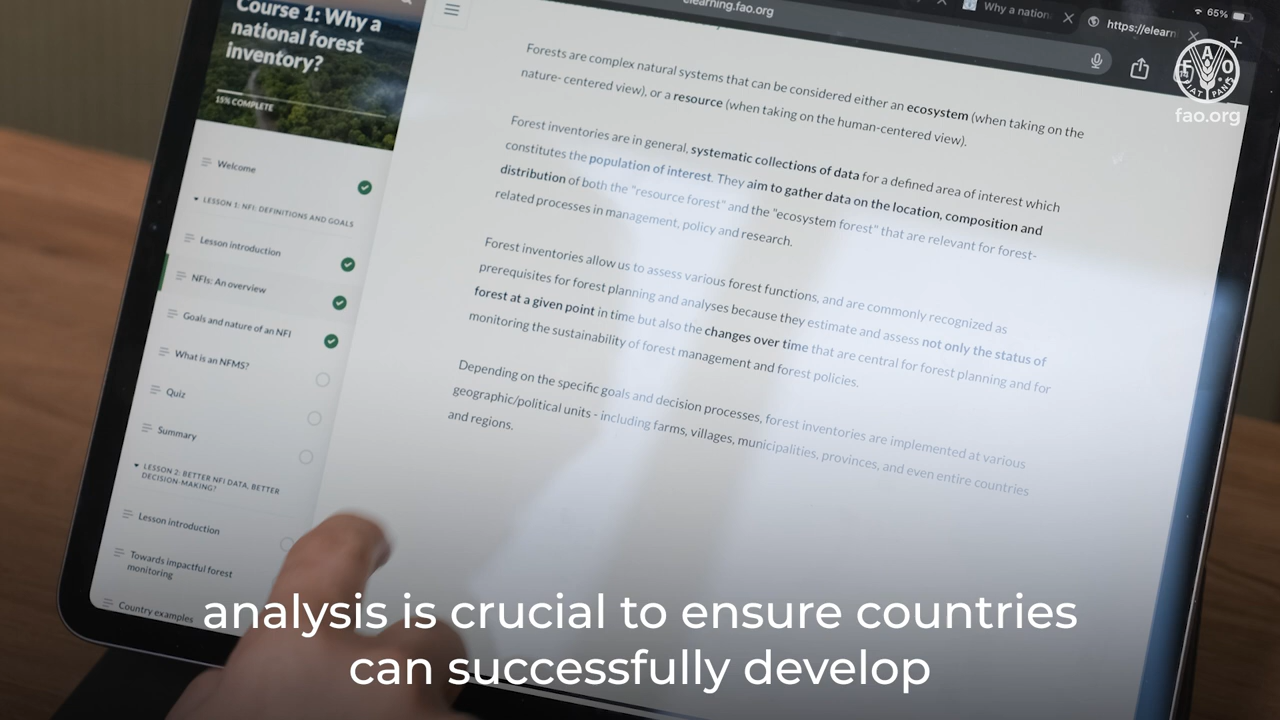 elearning.fao.org
Why a nation
https://elearn
65%
Course 1: Why a
national forest
inventory?
15% COMPLETE
Welcome
LESSON 1: NFI: DEFINITIONS AND GOALS
Lesson introduction
NFIs: An overview
Goals and nature of an NFI
What is an NFMS?
Quiz
Summary
LESSON 2: BETTER NFI DATA, BETTER
DECISION-MAKING?
Lesson introduction
Towards impactful forest
monitoring
Country examples
Forests are complex natural systems that can be considered either an ecosystem (when taking on the
nature- centered view), or a resource (when taking on the human-centered view).
Forest inventories are in general, systematic collections of data for a defined area of interest which
constitutes the population of interest. They aim to gather data on the location, composition and
distribution of both the "resource forest" and the "ecosystem forest" that are relevant for forest-
related processes in management, policy and research.
Forest inventories allow us to assess various forest functions, and are commonly recognized as
prerequisites for forest planning and analyses because they estimate and assess not only the status of
forest at a given point in time but also the changes over time that are central for forest planning and for
monitoring the sustainability of forest management and forest policies.
Depending on the specific goals and decision processes, forest inventories are implemented at various
geographic/political units - including farms, villages, municipalities, provinces, and even entire countries
and regions.
FAO
FIAT PANIS
fao.org
analysis is crucial to ensure countries
can successfully develop